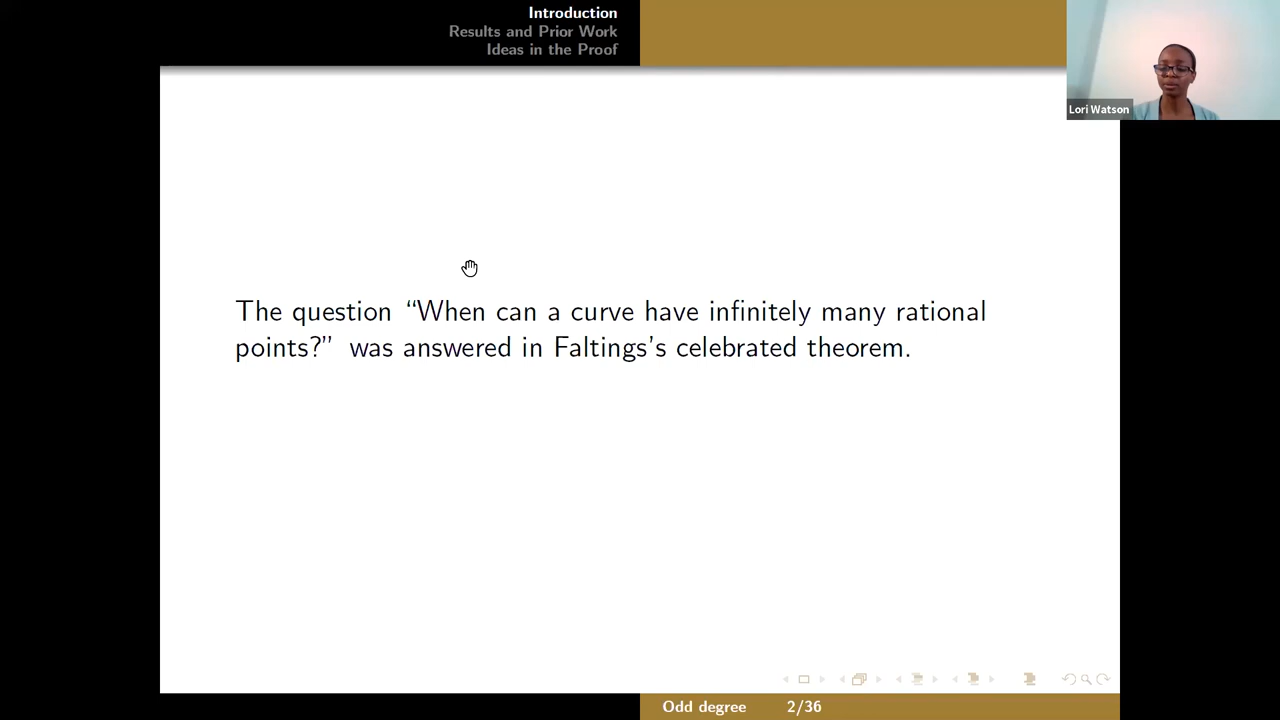 Introduction
Results and Prior Work
Ideas in the Proof
Lori Watson
The question “When can a curve have infinitely many rational
points?” was answered in Faltings’s celebrated theorem.
Odd degree 2/36